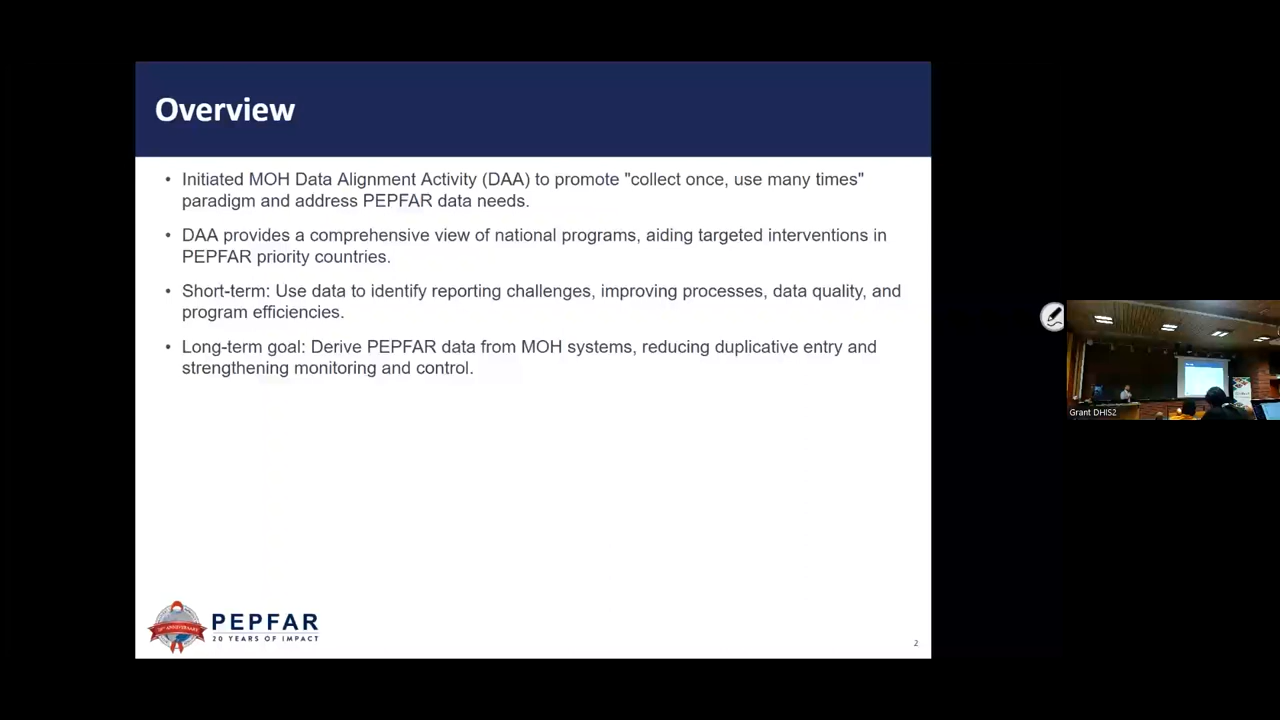 Overview
• Initiated MOH Data Alignment Activity (DAA) to promote "collect once, use many times"
paradigm and address PEPFAR data needs.
• DAA provides a comprehensive view of national programs, aiding targeted interventions in
PEPFAR priority countries.
• Short-term: Use data to identify reporting challenges, improving processes, data quality, and
program efficiencies.
• Long-term goal: Derive PEPFAR data from MOH systems, reducing duplicative entry and
strengthening monitoring and control.
Grant DHIS2
PEPFAR
20 YEARS OF IMPACT
2